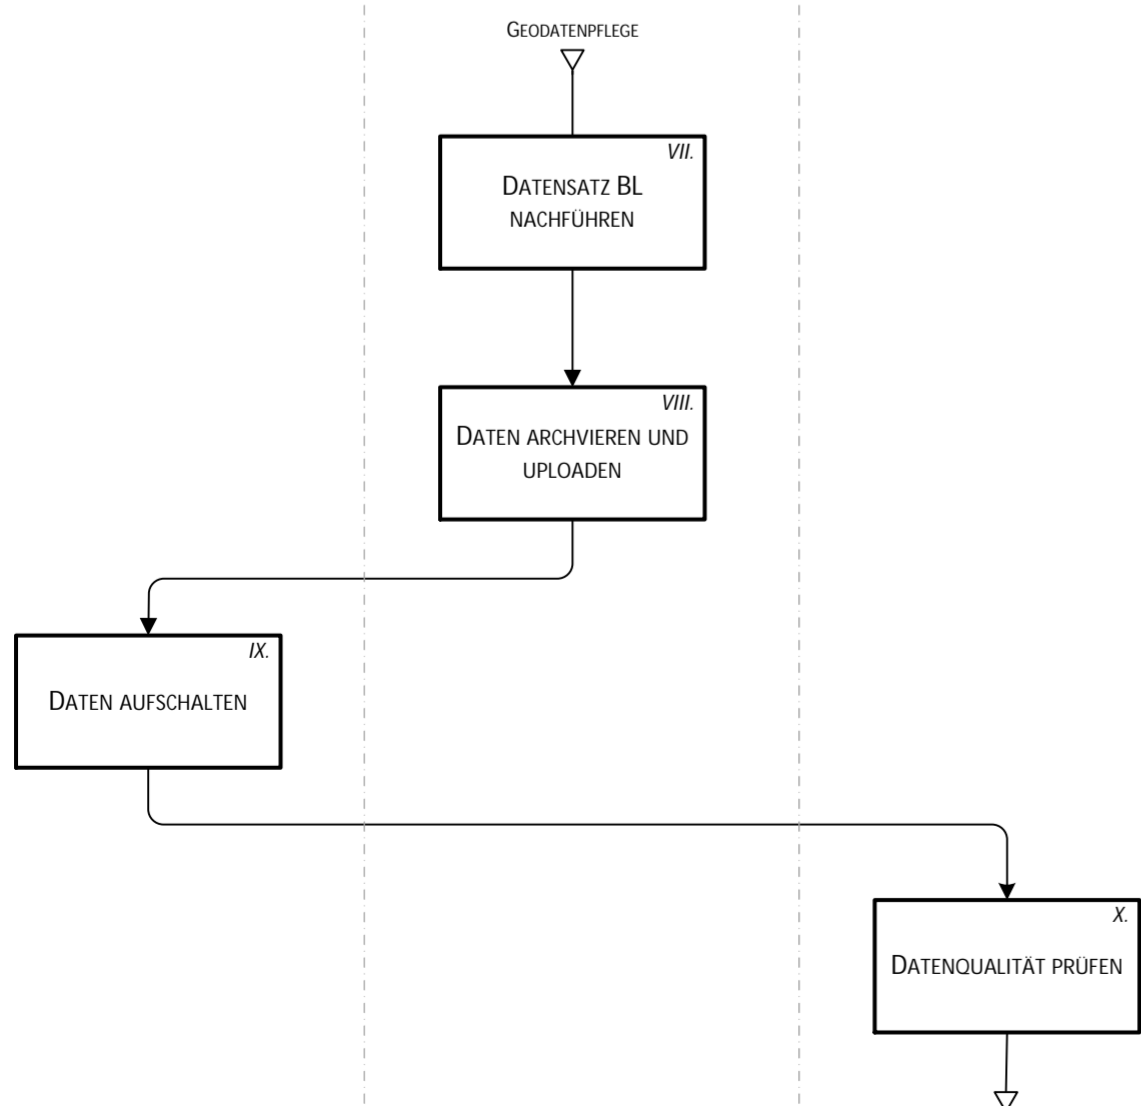 GEODATENPFLEGE
VII.
DATENSATZ BL
NACHFÜHREN
VIII.
DATEN ARCHVIEREN UND
UPLOADEN
IX.
DATEN AUFSCHALTEN
X.
DATENQUALITÄT PRÜFEN